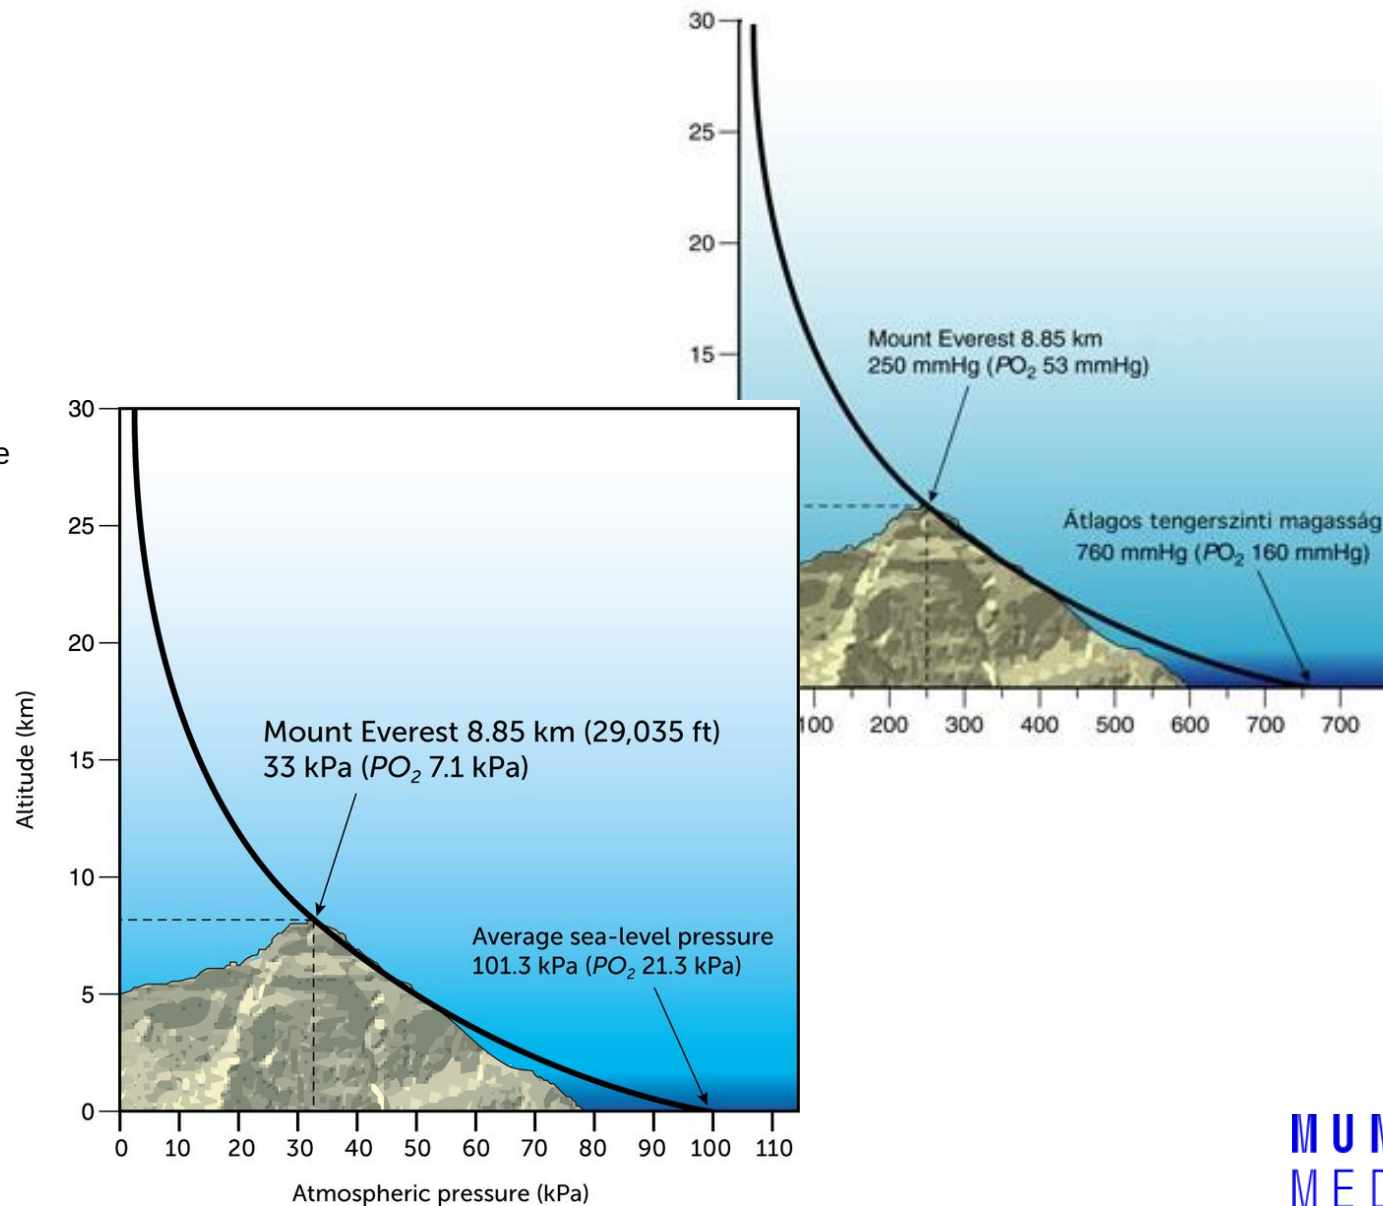 30
25
20
15
Mount Everest 8.85 km
250 mmHg (PO₂ 53 mmHg)
Átlagos tengerszinti magasság
760 mmHg (PO₂ 160 mmHg)
100 200 300 400 500 600 700 700
e
30
25
20
15
10
5
0
Altitude (km)
Mount Everest 8.85 km (29,035 ft)
33 kPa (PO₂ 7.1 kPa)
Average sea-level pressure
101.3 kPa (PO₂ 21.3 kPa)
0 10 20 30 40 50 60 70 80 90 100 110
Atmospheric pressure (kPa)
MU
MED